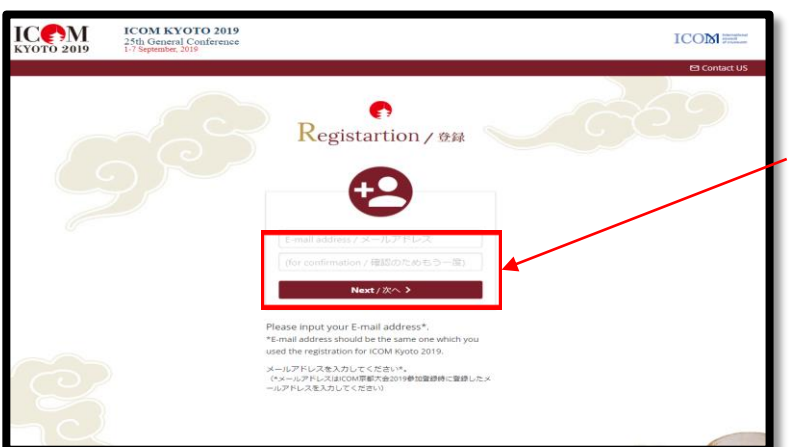 ICOM
KYOTO 2019
ICOM KYOTO 2019
25th General Conference
1-7 September, 2019
ICOM international council of museums
Contact US
Registartion / 登録
E-mail address / メールアドレス
(for confirmation / 確認のためもう一度)
Next / 次へ >
Please input your E-mail address*.
*E-mail address should be the same one which you
used the registration for ICOM Kyoto 2019.
メールアドレスを入力してください*。
(*メールアドレスはICOM京都大会2019参加登録時に登録したメ
ールアドレスを入力してください)